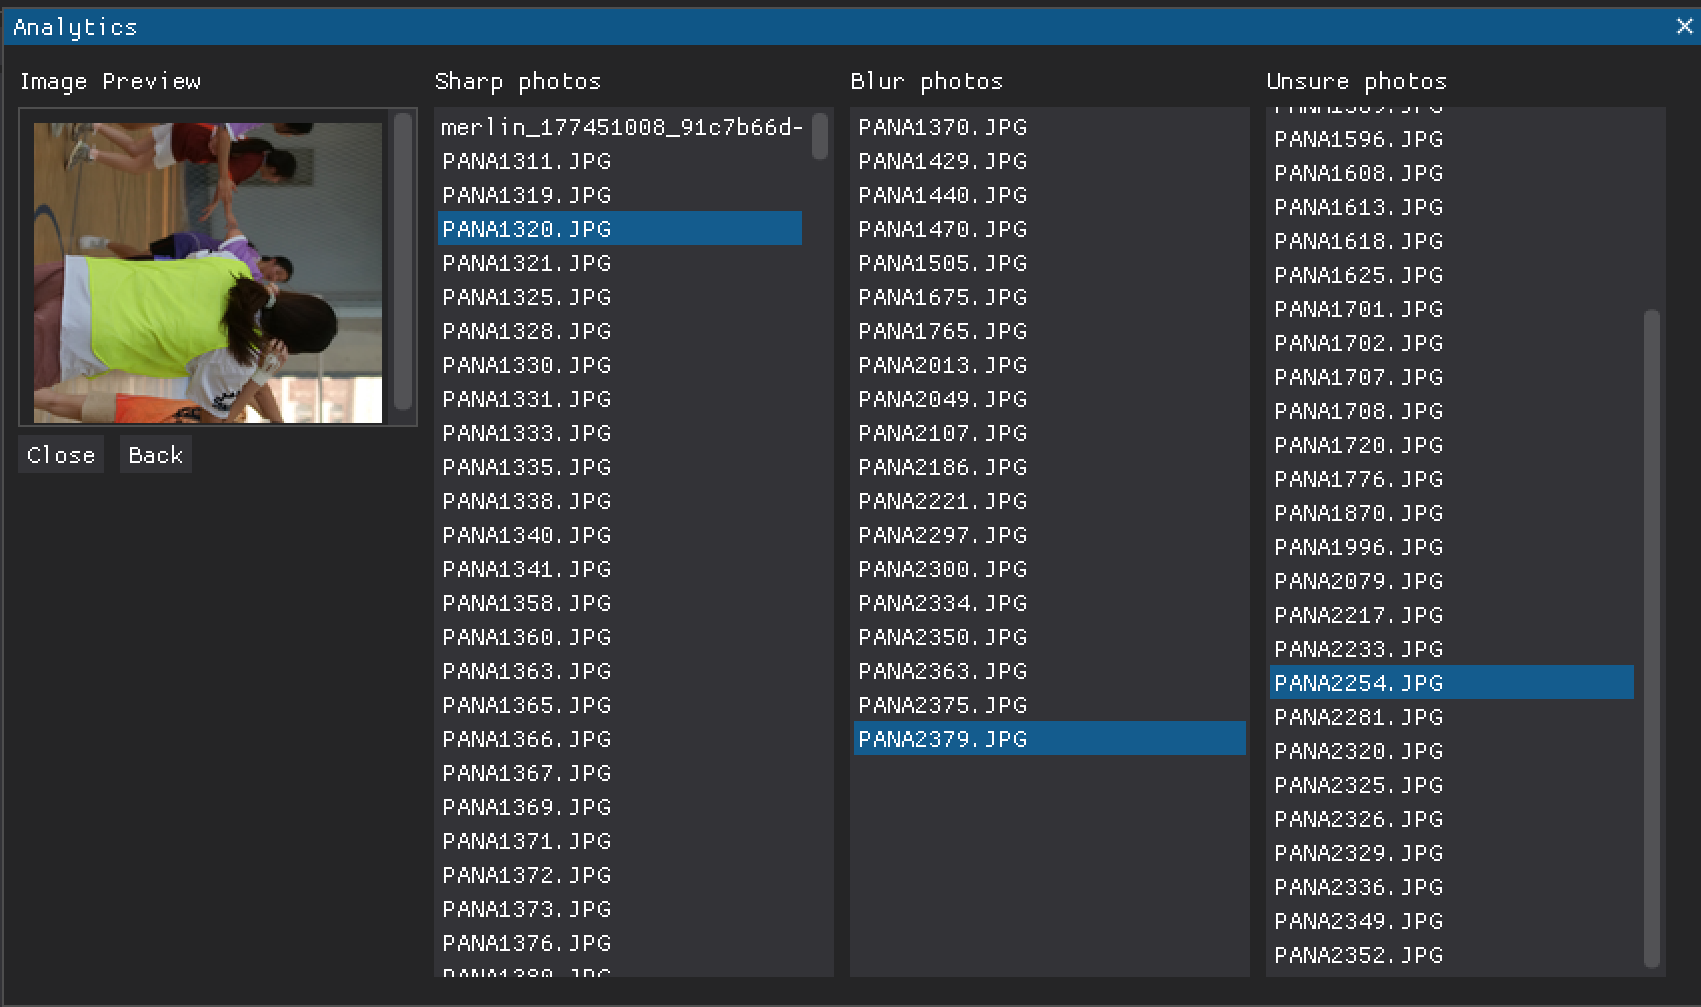 Analytics
Image Preview
Close
Back
Sharp photos
merlin_177451008_91c7b66d-
PANA1311.JPG
PANA1319.JPG
PANA1320.JPG
PANA1321.JPG
PANA1325.JPG
PANA1328.JPG
PANA1330.JPG
PANA1331.JPG
PANA1333.JPG
PANA1335.JPG
PANA1338.JPG
PANA1340.JPG
PANA1341.JPG
PANA1358.JPG
PANA1360.JPG
PANA1363.JPG
PANA1365.JPG
PANA1366.JPG
PANA1367.JPG
PANA1369.JPG
PANA1371.JPG
PANA1372.JPG
PANA1373.JPG
PANA1376.JPG
Blur photos
PANA1370.JPG
PANA1429.JPG
PANA1440.JPG
PANA1470.JPG
PANA1505.JPG
PANA1675.JPG
PANA1765.JPG
PANA2013.JPG
PANA2049.JPG
PANA2107.JPG
PANA2186.JPG
PANA2221.JPG
PANA2297.JPG
PANA2300.JPG
PANA2334.JPG
PANA2350.JPG
PANA2363.JPG
PANA2375.JPG
PANA2379.JPG
Unsure photos
PANA1596.JPG
PANA1608.JPG
PANA1613.JPG
PANA1618.JPG
PANA1625.JPG
PANA1701.JPG
PANA1702.JPG
PANA1707.JPG
PANA1708.JPG
PANA1720.JPG
PANA1776.JPG
PANA1870.JPG
PANA1996.JPG
PANA2079.JPG
PANA2217.JPG
PANA2233.JPG
PANA2254.JPG
PANA2281.JPG
PANA2320.JPG
PANA2325.JPG
PANA2326.JPG
PANA2329.JPG
PANA2336.JPG
PANA2349.JPG
PANA2352.JPG